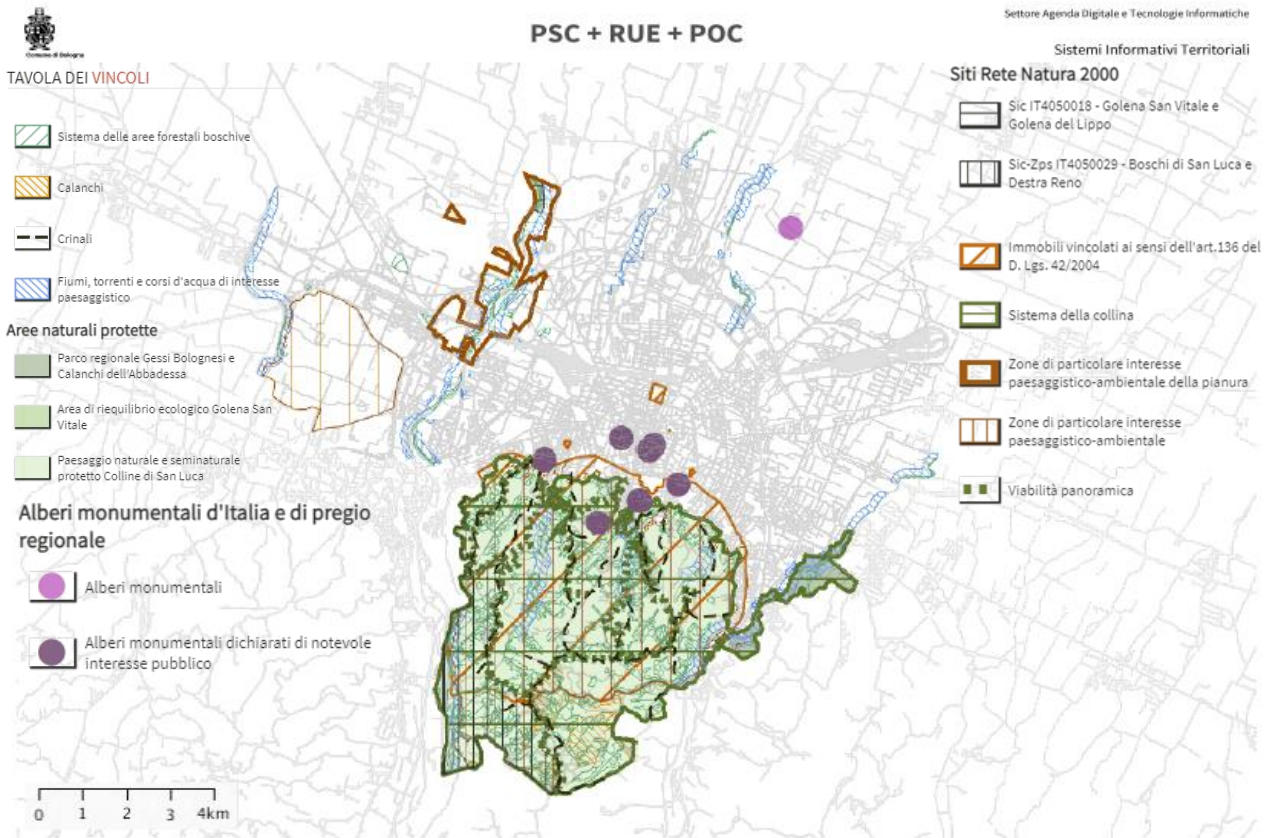 Comune di Bologna
PSC + RUE + POC
Settore Agenda Digitale e Tecnologie Informatiche
Sistemi Informativi Territoriali
TAVOLA DEI VINCOLI
Sistema delle aree forestali boschive
Calanchi
Crinali
Fiumi, torrenti e corsi d'acqua di interesse
paesaggistico
Aree naturali protette
Parco regionale Gessi Bolognesi e
Calanchi dell'Abbadessa
Area di riequilibrio ecologico Golena San
Vitale
Paesaggio naturale e seminaturale
protetto Colline di San Luca
Alberi monumentali d'Italia e di pregio
regionale
Alberi monumentali
Alberi monumentali dichiarati di notevole
interesse pubblico
0 1 2 3 4km
Siti Rete Natura 2000
Sic IT4050018 - Golena San Vitale e
Golena del Lippo
Sic-Zps IT4050029 - Boschi di San Luca e
Destra Reno
Immobili vincolati ai sensi dell'art.136 del
D. Lgs. 42/2004
Sistema della collina
Zone di particolare interesse
paesaggistico-ambientale della pianura
Zone di particolare interesse
paesaggistico-ambientale
Viabilità panoramica